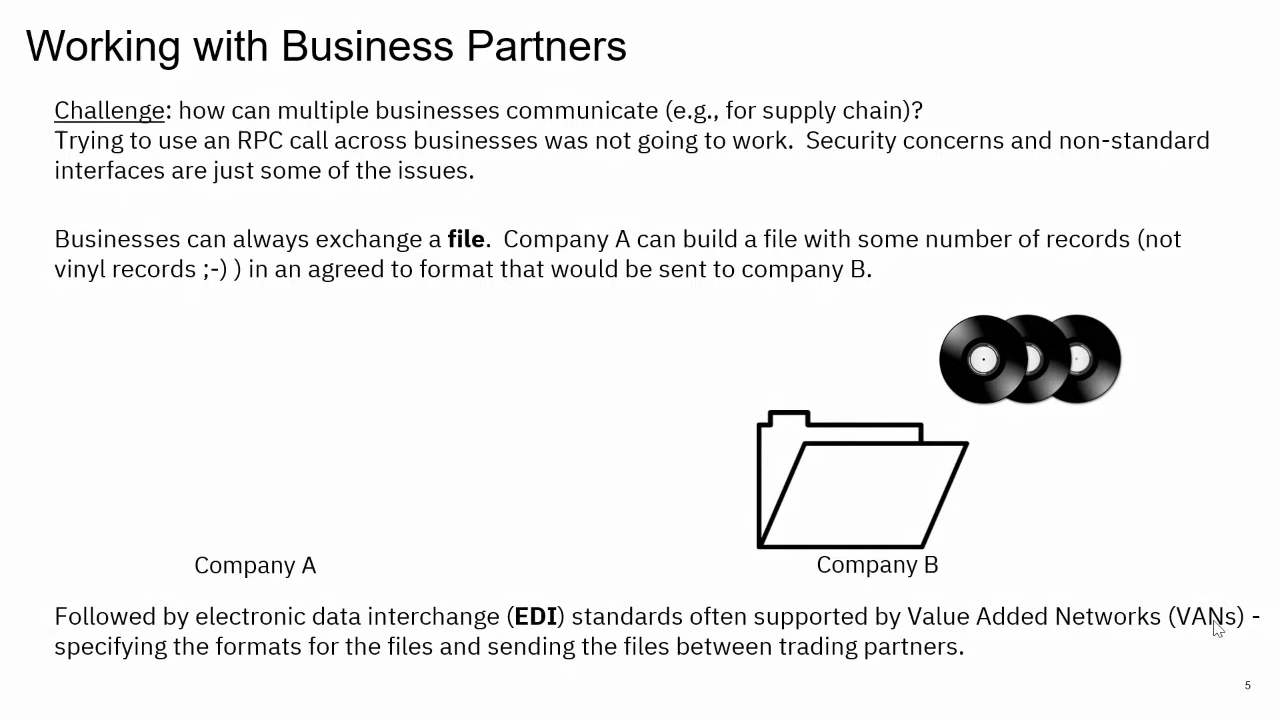 Working with Business Partners
Challenge: how can multiple businesses communicate (e.g., for supply chain)?
Trying to use an RPC call across businesses was not going to work.  Security concerns and non-standard
interfaces are just some of the issues.
Businesses can always exchange a file.  Company A can build a file with some number of records (not
vinyl records ;-) ) in an agreed to format that would be sent to company B.
Company A
Company B
Followed by electronic data interchange (EDI) standards often supported by Value Added Networks (VANs) -
specifying the formats for the files and sending the files between trading partners.
5